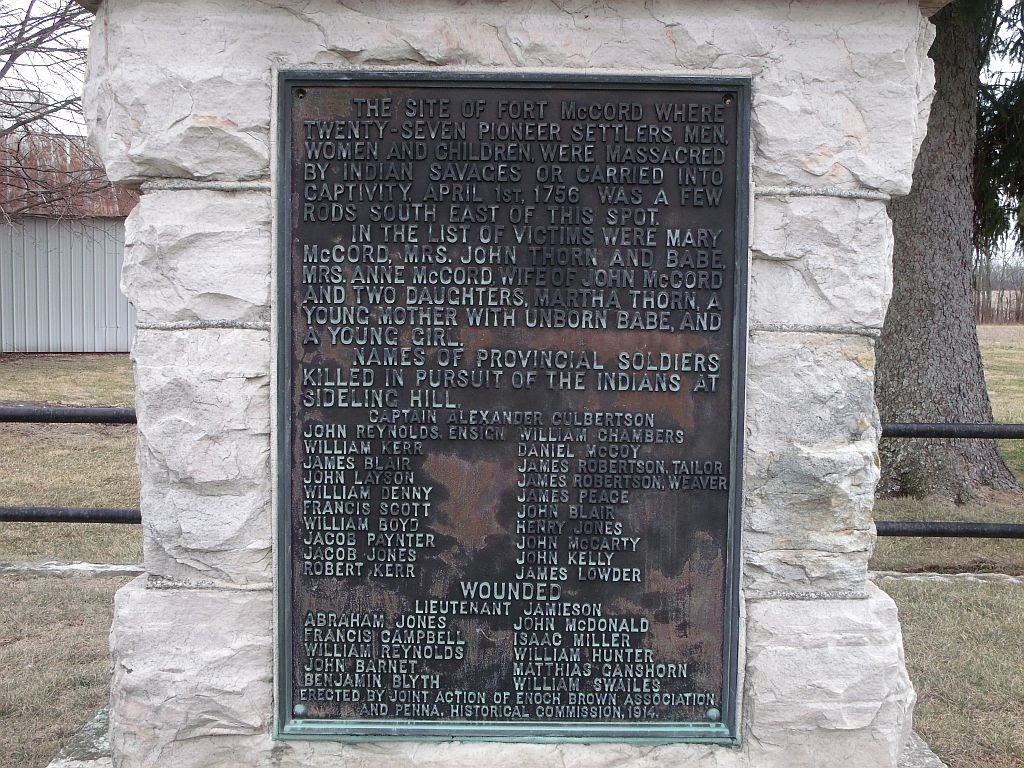 THE SITE OF FORT McCORD WHERE
TWENTY-SEVEN PIONEER SETTLERS, MEN,
WOMEN AND CHILDREN, WERE MASSACRED
BY INDIAN SAVAGES OR CARRIED INTO
CAPTIVITY, APRIL 1ST, 1756 WAS A FEW
RODS SOUTH EAST OF THIS SPOT.
IN THE LIST OF VICTIMS WERE MARY
McCORD, MRS. JOHN THORN AND BABE,
MRS. ANNE McCORD, WIFE OF JOHN McCORD
AND TWO DAUGHTERS, MARTHA THORN, A
YOUNG MOTHER WITH UNBORN BABE, AND
A YOUNG GIRL.
NAMES OF PROVINCIAL SOLDIERS
KILLED IN PURSUIT OF THE INDIANS AT
SIDELING HILL.
CAPTAIN ALEXANDER CULBERTSON
JOHN REYNOLDS, ENSIGN WILLIAM CHAMBERS
WILLIAM KERR DANIEL McCOY
JAMES BLAIR JAMES ROBERTSON, TAILOR
JOHN LAYSON JAMES ROBERTSON, WEAVER
WILLIAM DENNY JAMES PEACE
FRANCIS SCOTT JOHN BLAIR
WILLIAM BOYD HENRY JONES
JACOB PAYNTER JOHN McCARTY
JACOB JONES JOHN KELLY
ROBERT KERR JAMES LOWDER
WOUNDED
LIEUTENANT JAMIESON
ABRAHAM JONES JOHN McDONALD
FRANCIS CAMPBELL ISAAC MILLER
WILLIAM REYNOLDS WILLIAM HUNTER
JOHN BARNET MATTHIAS GANSHORN
BENJAMIN BLYTH WILLIAM SWAILES
ERECTED BY JOINT ACTION OF ENOCH BROWN ASSOCIATION
AND PENNA. HISTORICAL COMMISSION, 1914.